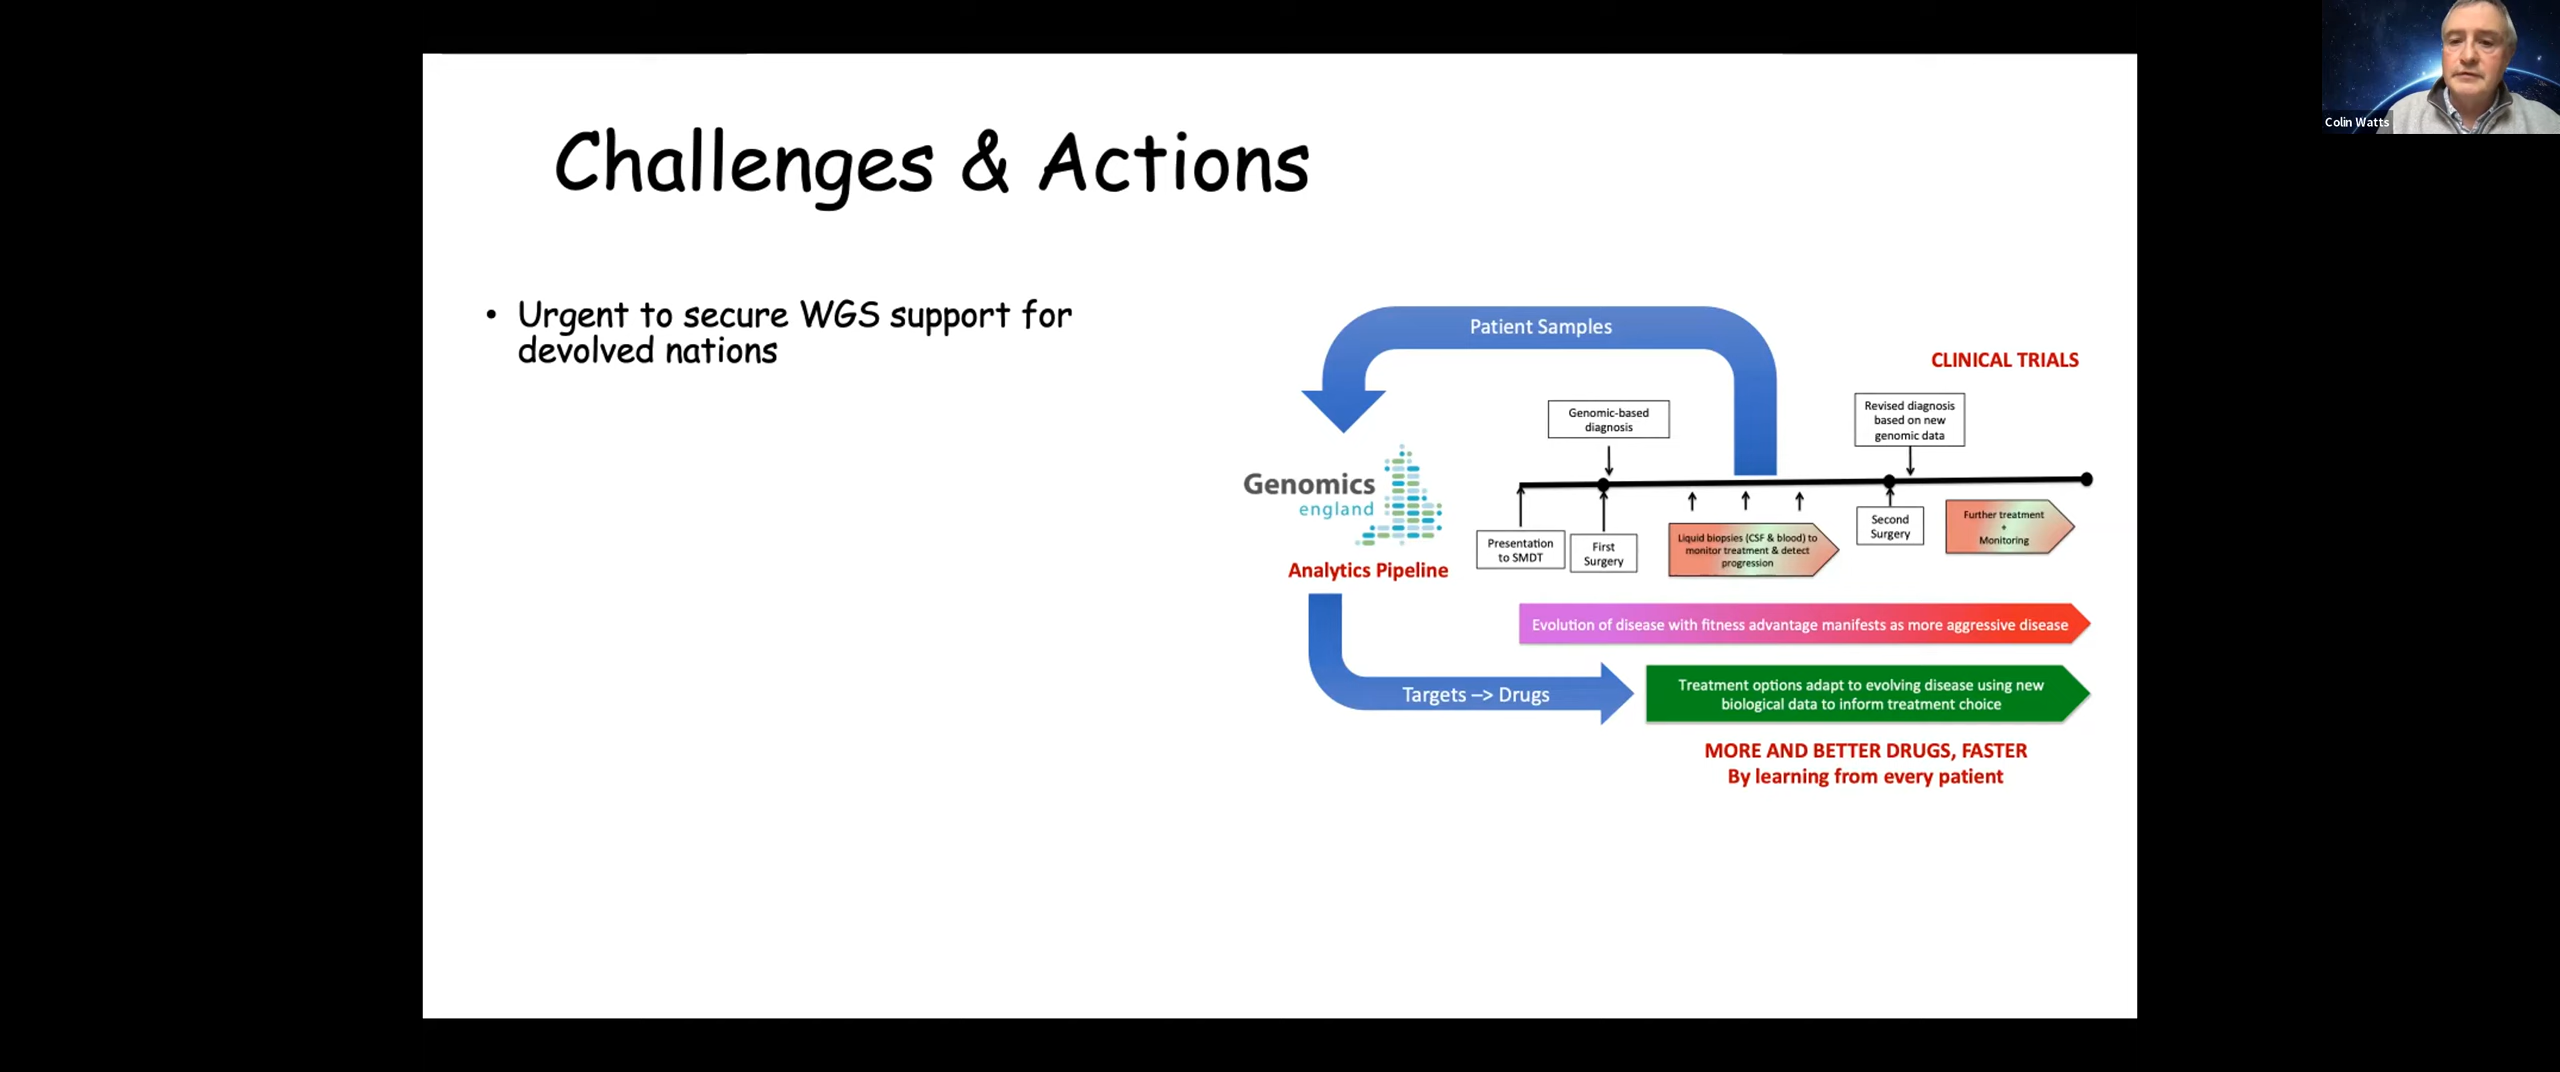 Colin Watts
Challenges & Actions
• Urgent to secure WGS support for
devolved nations
Patient Samples
CLINICAL TRIALS
Genomic-based
diagnosis
Revised diagnosis
based on new
genomic data
Genomics
england
Analytics Pipeline
Presentation
to SMDT
First
Surgery
Liquid biopsies (CSF & blood) to
monitor treatment & detect
progression
Second
Surgery
Further treatment
+
Monitoring
Evolution of disease with fitness advantage manifests as more aggressive disease
Targets –> Drugs
Treatment options adapt to evolving disease using new
biological data to inform treatment choice
MORE AND BETTER DRUGS, FASTER
By learning from every patient